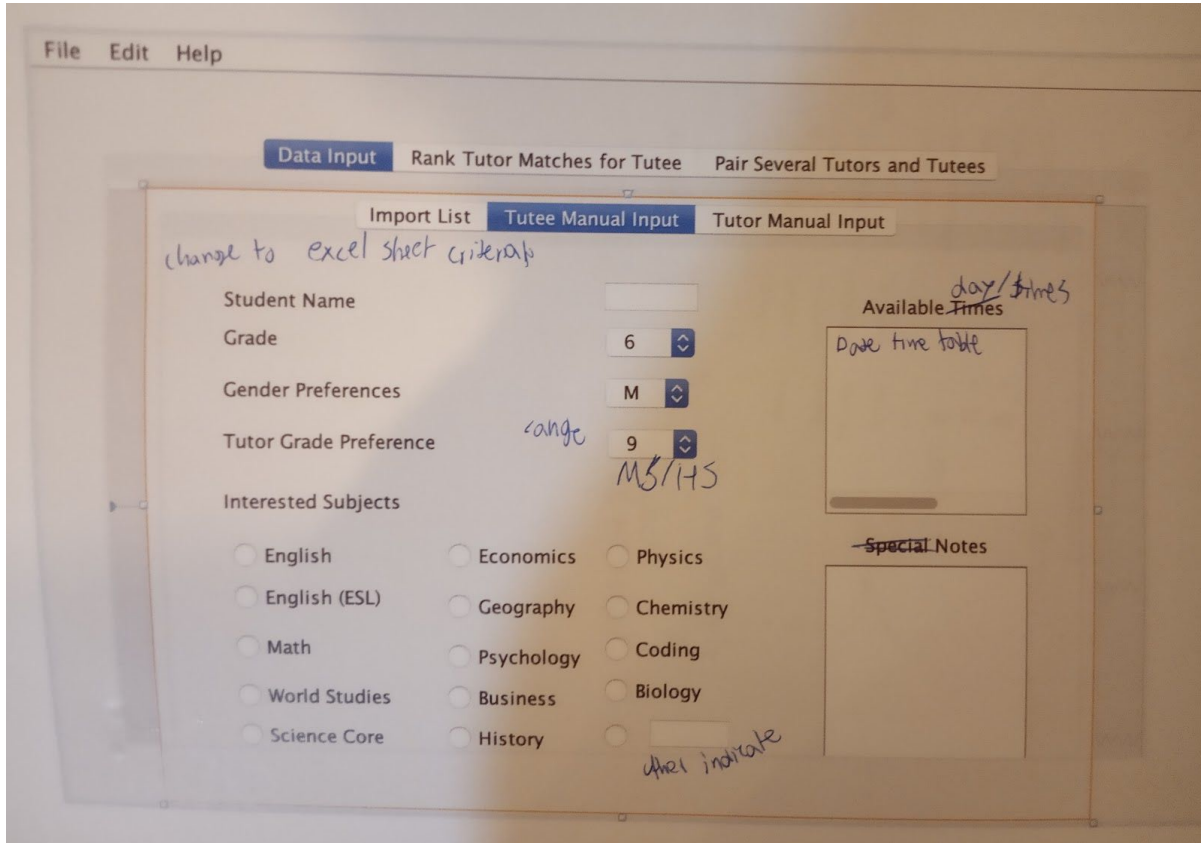 File Edit Help
Data Input Rank Tutor Matches for Tutee Pair Several Tutors and Tutees
Import List Tutee Manual Input Tutor Manual Input
change to excel sheet
day/times
Student Name
Available Times
Grade 6
Date time table
Gender Preferences M
range
Tutor Grade Preference 9
MS/HS
Interested Subjects
Special Notes
English Economics Physics
English (ESL) Geography Chemistry
Math Psychology Coding
World Studies Business Biology
Science Core History
other indicate